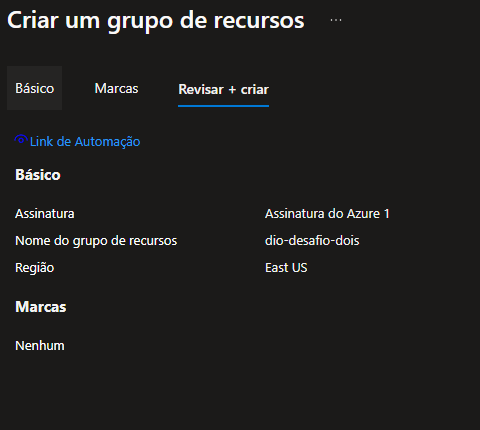 Criar um grupo de recursos ...
Básico Marcas Revisar + criar
Link de Automação
Básico
Assinatura Assinatura do Azure 1
Nome do grupo de recursos dio-desafio-dois
Região East US
Marcas
Nenhum